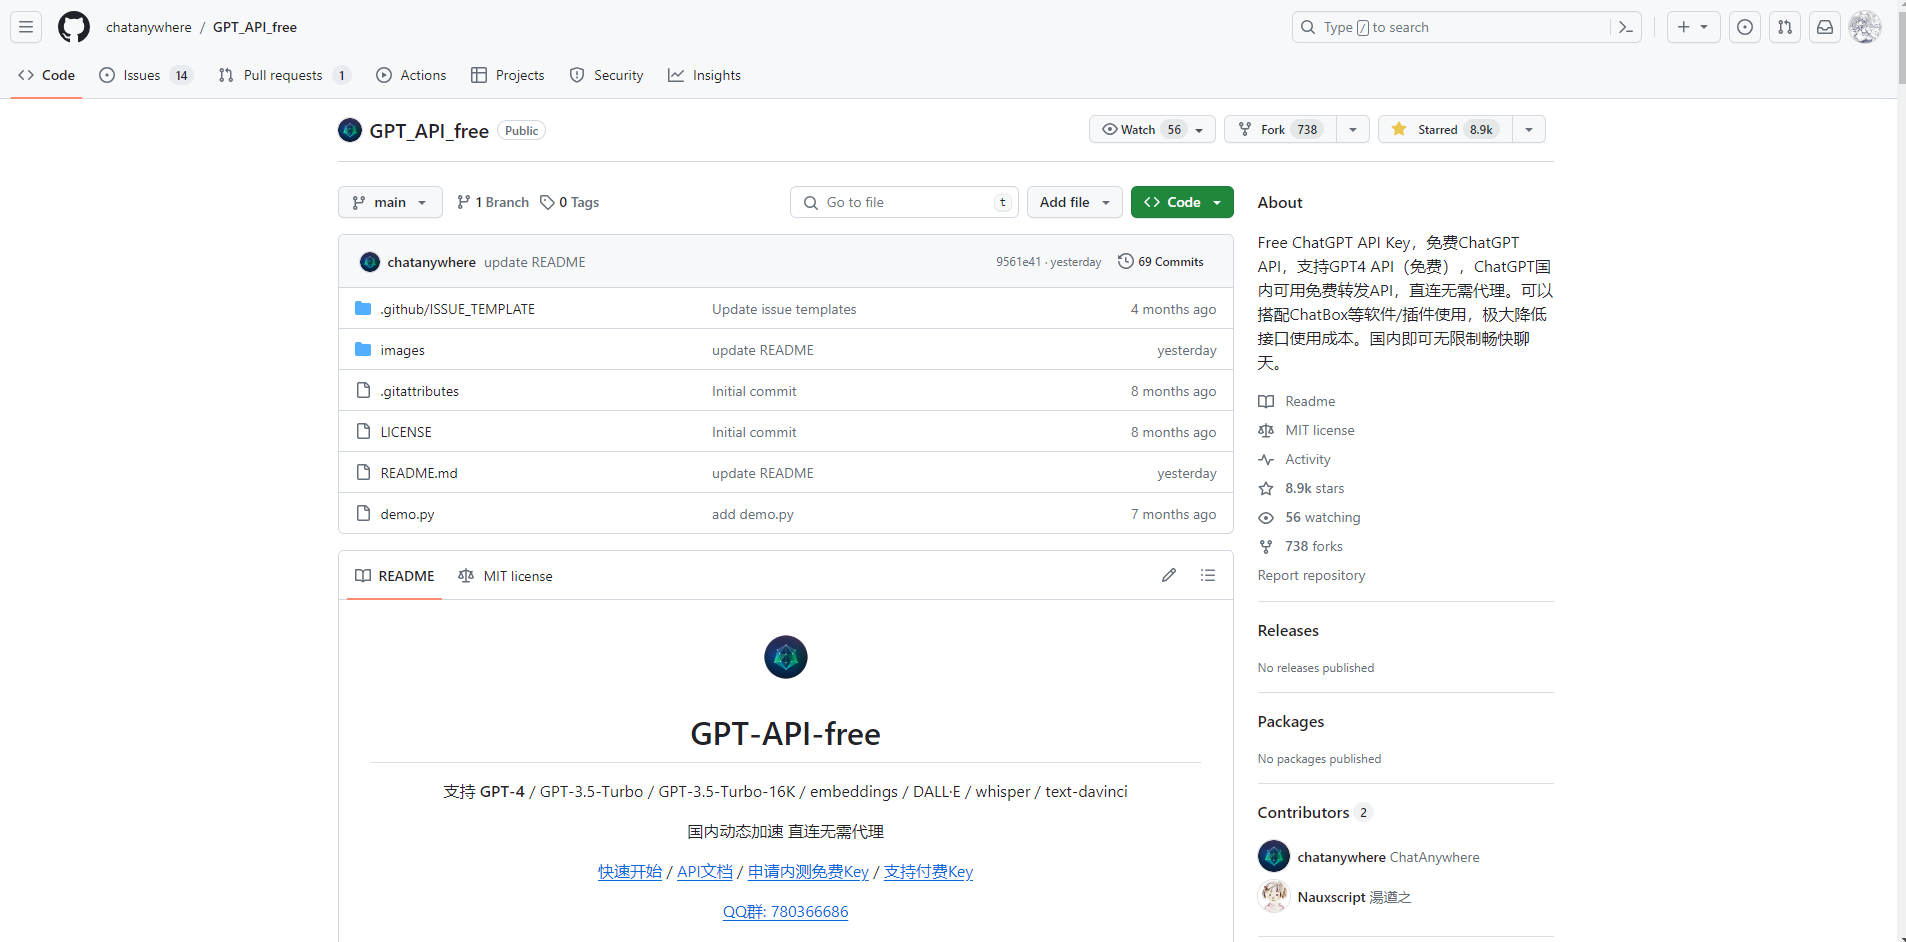 chatanywhere / GPT_API_free
Type / to search
Code
Issues 14
Pull requests 1
Actions
Projects
Security
Insights
GPT_API_free Public
Watch 56
Fork 738
Starred 8.9k
main
1 Branch
0 Tags
Go to file t
Add file
Code
chatanywhere update README
9561e41 · yesterday
69 Commits
.github/ISSUE_TEMPLATE Update issue templates 4 months ago
images update README yesterday
.gitattributes Initial commit 8 months ago
LICENSE Initial commit 8 months ago
README.md update README yesterday
demo.py add demo.py 7 months ago
README
MIT license
GPT-API-free
支持 GPT-4 / GPT-3.5-Turbo / GPT-3.5-Turbo-16K / embeddings / DALL·E / whisper / text-davinci
国内动态加速 直连无需代理
快速开始 / API文档 / 申请内测免费Key / 支持付费Key
QQ群: 780366686
About
Free ChatGPT API Key，免费ChatGPT
API，支持GPT4 API（免费），ChatGPT国
内可用免费转发API，直连无需代理。可以
搭配ChatBox等软件/插件使用，极大降低
接口使用成本。国内即可无限制畅快聊
天。
Readme
MIT license
Activity
8.9k stars
56 watching
738 forks
Report repository
Releases
No releases published
Packages
No packages published
Contributors 2
chatanywhere ChatAnywhere
Nauxscript 湯遒之